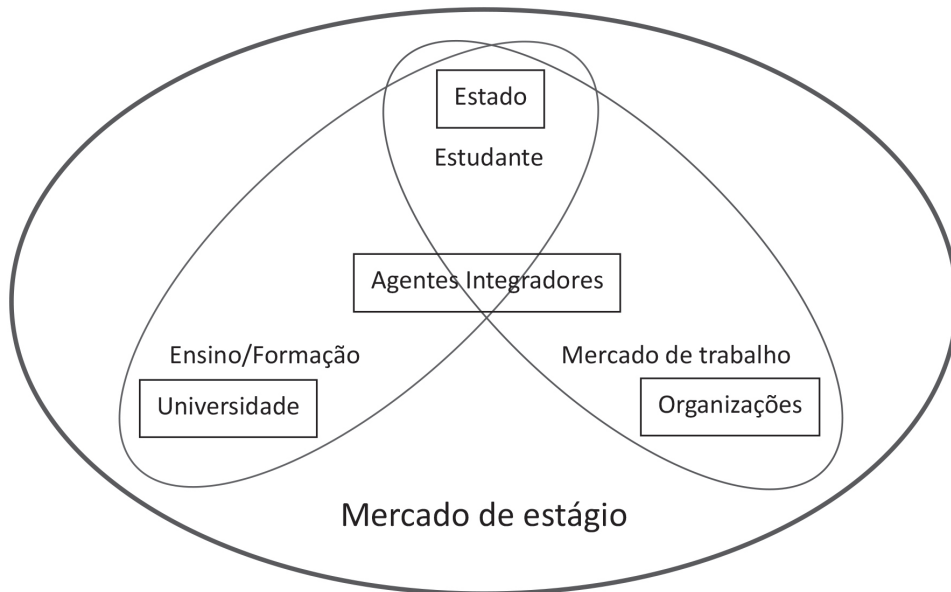 Estado
Estudante
Agentes Integradores
Ensino/Formação
Mercado de trabalho
Universidade
Organizações
Mercado de estágio